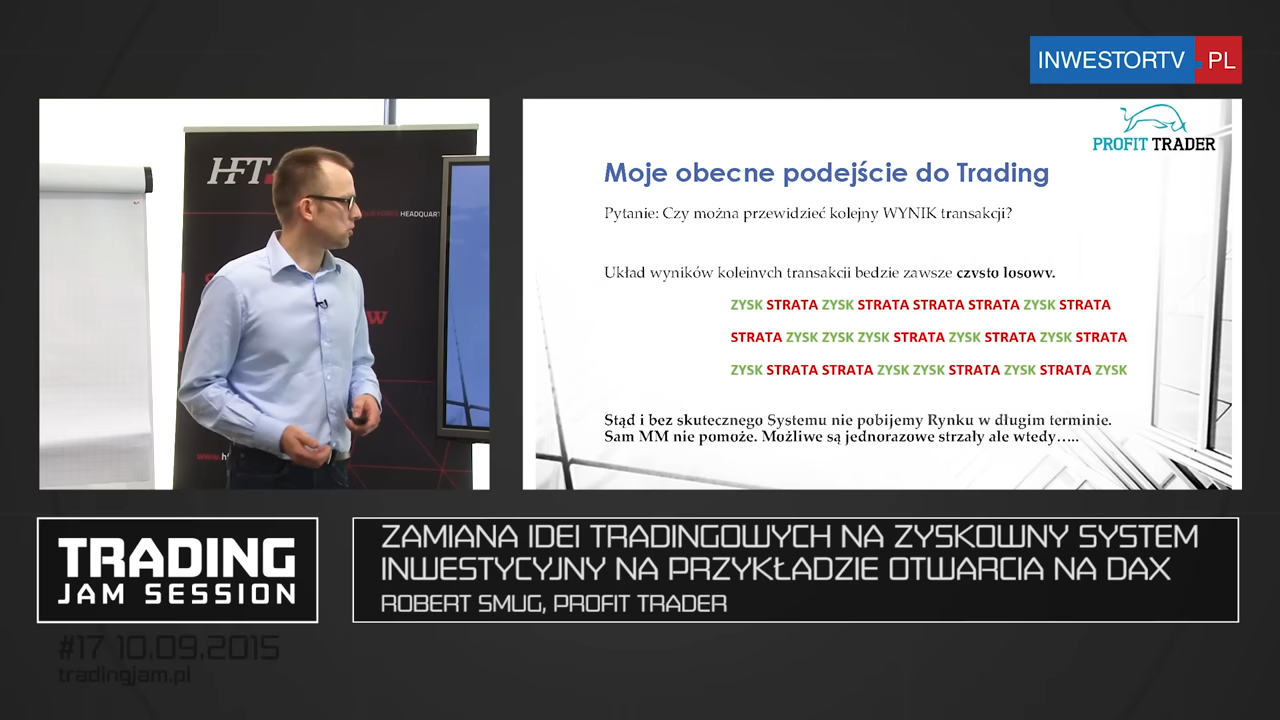 INWESTORTV.PL
HFT
HEADQUART
w
PROFIT TRADER
Moje obecne podejście do Trading
Pytanie: Czy można przewidzieć kolejny WYNIK transakcji?
Układ wyników kolejnych transakcji bedzie zawsze czysto losowy.
ZYSK STRATA ZYSK STRATA STRATA STRATA ZYSK STRATA
STRATA ZYSK ZYSK ZYSK STRATA ZYSK STRATA ZYSK STRATA
ZYSK STRATA STRATA ZYSK ZYSK STRATA ZYSK STRATA ZYSK
Stąd i bez skutecznego Systemu nie pobijemy Rynku w długim terminie.
Sam MM nie pomoże. Możliwe są jednorazowe strzały ale wtedy…..
TRADING
JAM SESSION
#17 10.09.2015
tradingjam.pl
ZAMIANA IDEI TRADINGOWYCH NA ZYSKOWNY SYSTEM
INWESTYCYJNY NA PRZYKŁADZIE OTWARCIA NA DAX
ROBERT SMUG, PROFIT TRADER